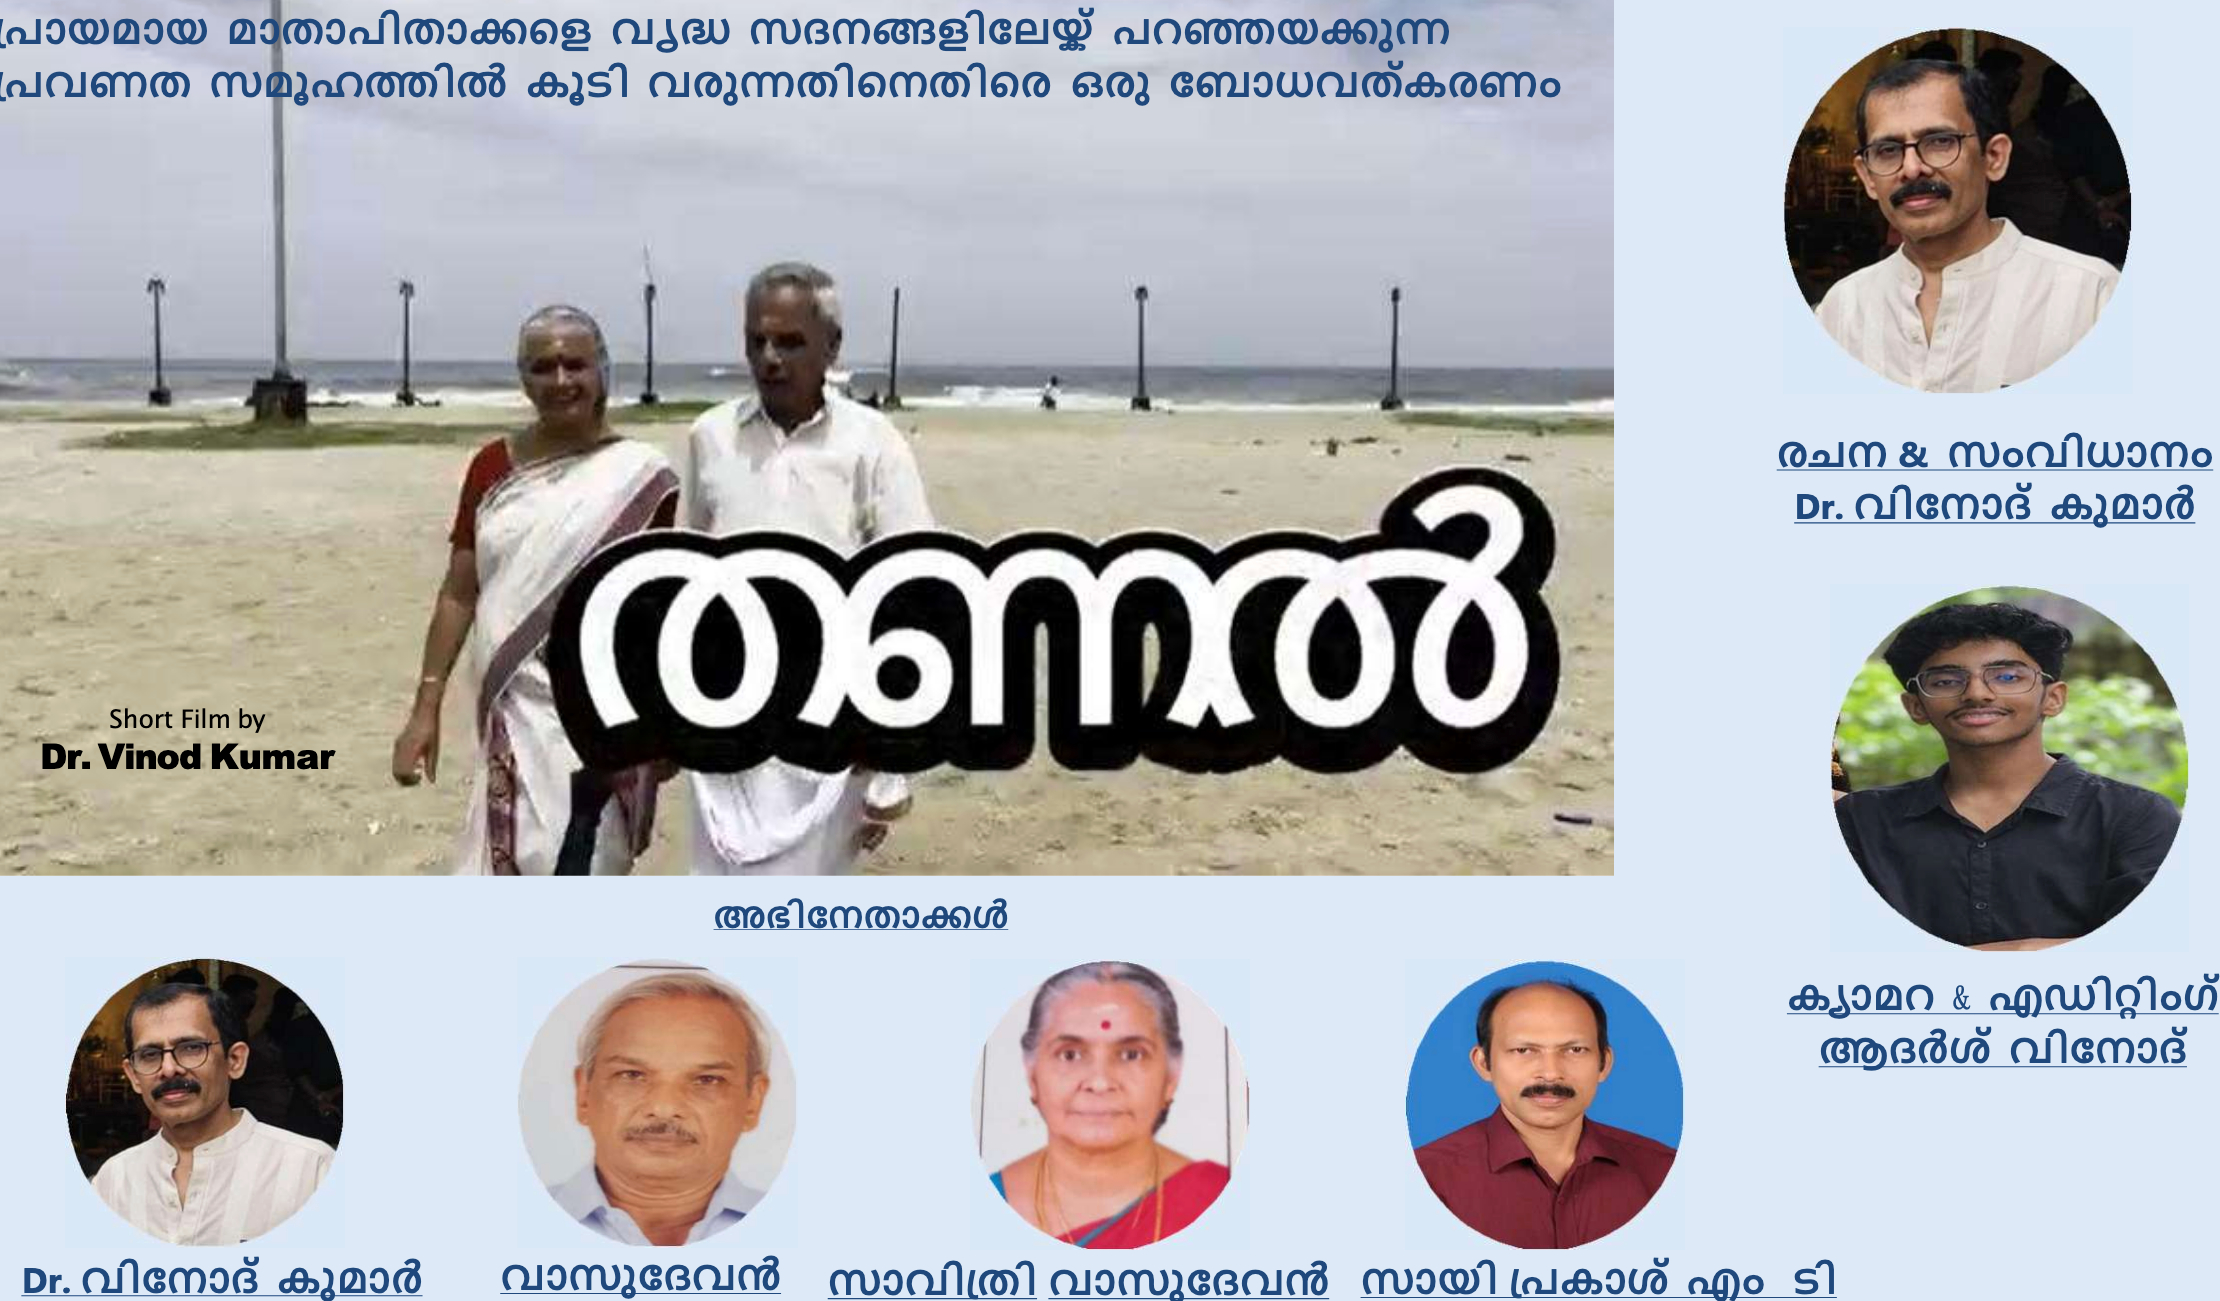 പ്രായമായ മാതാപിതാക്കളെ വൃദ്ധ സദനങ്ങളിലേയ്ക്ക് പറഞ്ഞയക്കുന്ന
പ്രവണത സമൂഹത്തിൽ കൂടി വരുന്നതിനെതിരെ ഒരു ബോധവത്കരണം
തണൽ
Short Film by
Dr. Vinod Kumar
രചന & സംവിധാനം
Dr. വിനോദ് കുമാർ
ക്യാമറ & എഡിറ്റിംഗ്
ആദർശ് വിനോദ്
അഭിനേതാക്കൾ
Dr. വിനോദ് കുമാർ
വാസുദേവൻ
സാവിത്രി വാസുദേവൻ
സായി പ്രകാശ് എം ടി